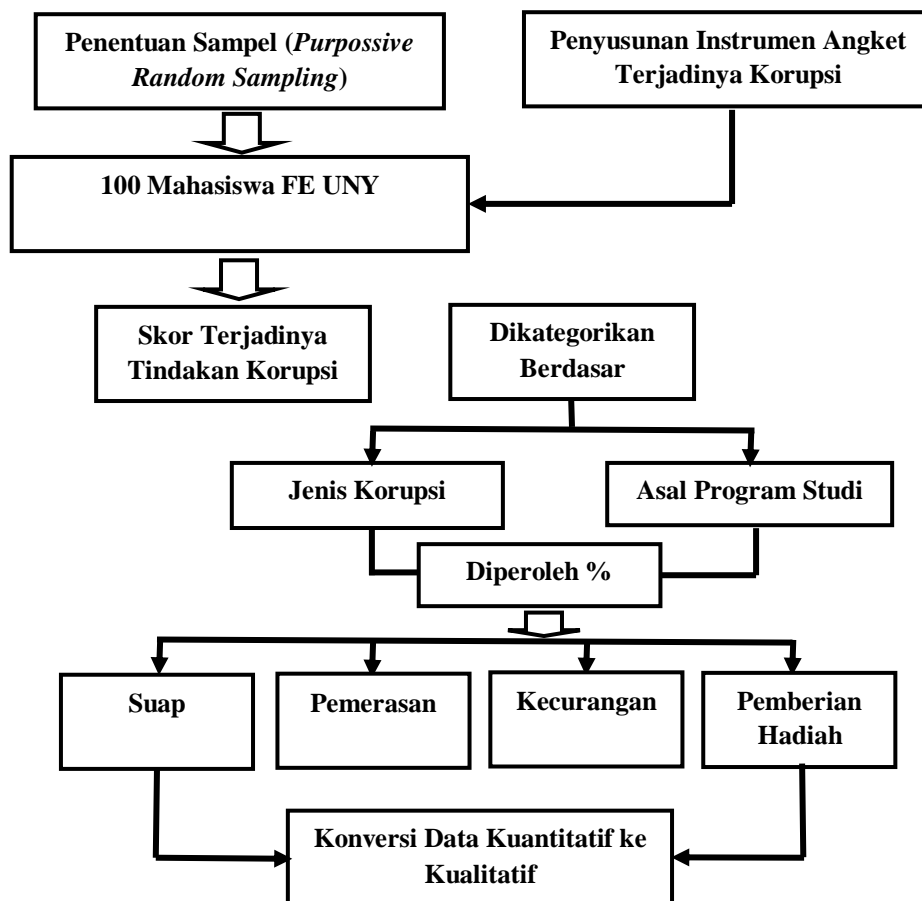 Penentuan Sampel (Purpossive
Random Sampling)
Penyusunan Instrumen Angket
Terjadinya Korupsi
100 Mahasiswa FE UNY
Skor Terjadinya
Tindakan Korupsi
Dikategorikan
Berdasar
Jenis Korupsi
Asal Program Studi
Diperoleh %
Suap
Pemerasan
Kecurangan
Pemberian
Hadiah
Konversi Data Kuantitatif ke
Kualitatif